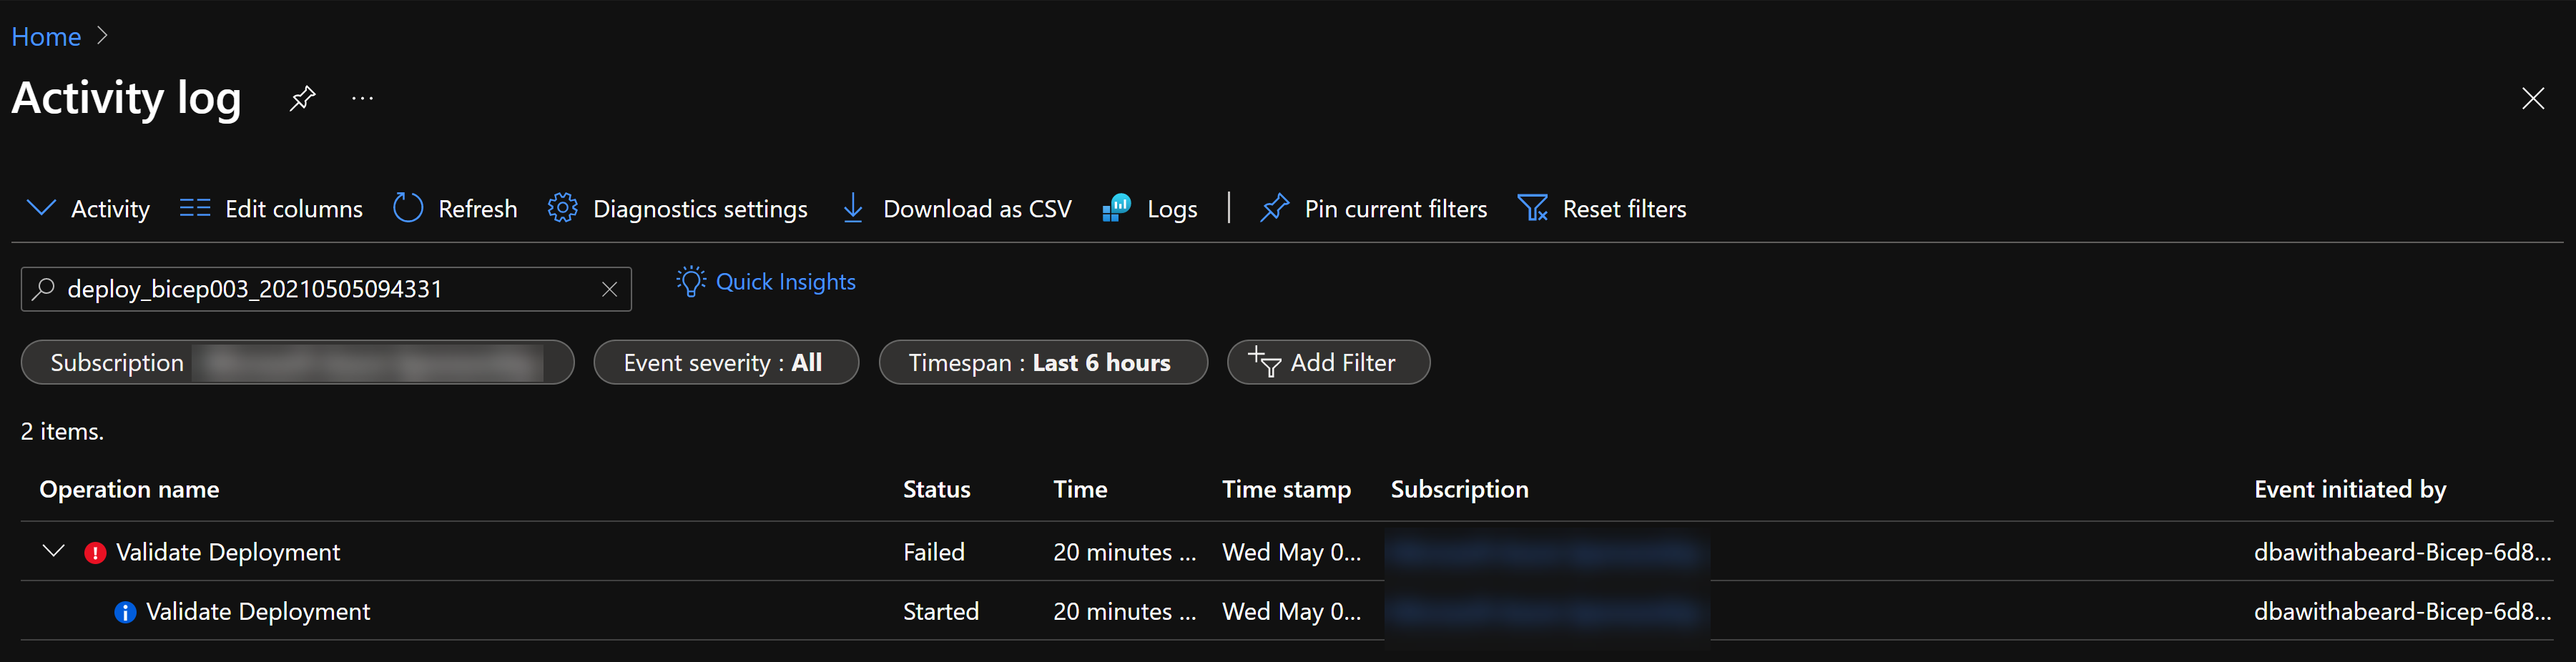 Home
Activity log
Activity Edit columns Refresh Diagnostics settings Download as CSV Logs Pin current filters Reset filters
deploy_bicep003_20210505094331 Quick Insights
Subscription Event severity : All Timespan : Last 6 hours Add Filter
2 items.
Operation name Status Time Time stamp Subscription Event initiated by
Validate Deployment Failed 20 minutes ... Wed May 0... dbawithabeard-Bicep-6d8...
Validate Deployment Started 20 minutes ... Wed May 0... dbawithabeard-Bicep-6d8...